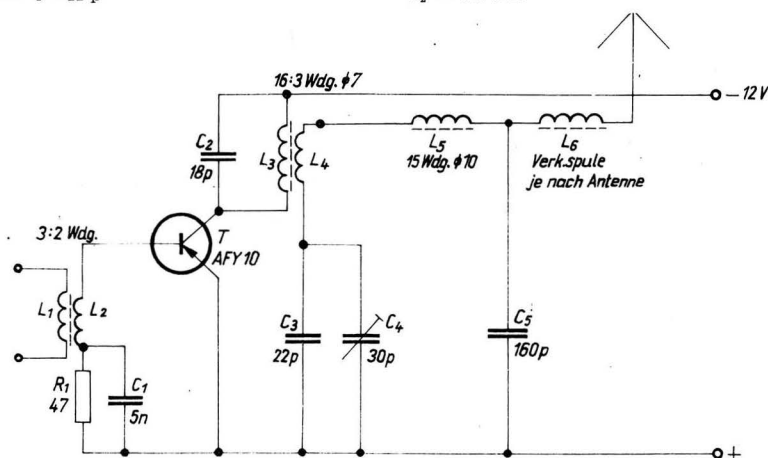 16:3 Wdg. ϕ7
− 12V
C2
18p
L3
L4
L5
15 Wdg. ϕ10
L6
Verk.spule
je nach Antenne
3:2 Wdg.
T
AFY10
L1
L2
C3
22p
C4
30p
C5
160p
R1
47
C1
5n
+